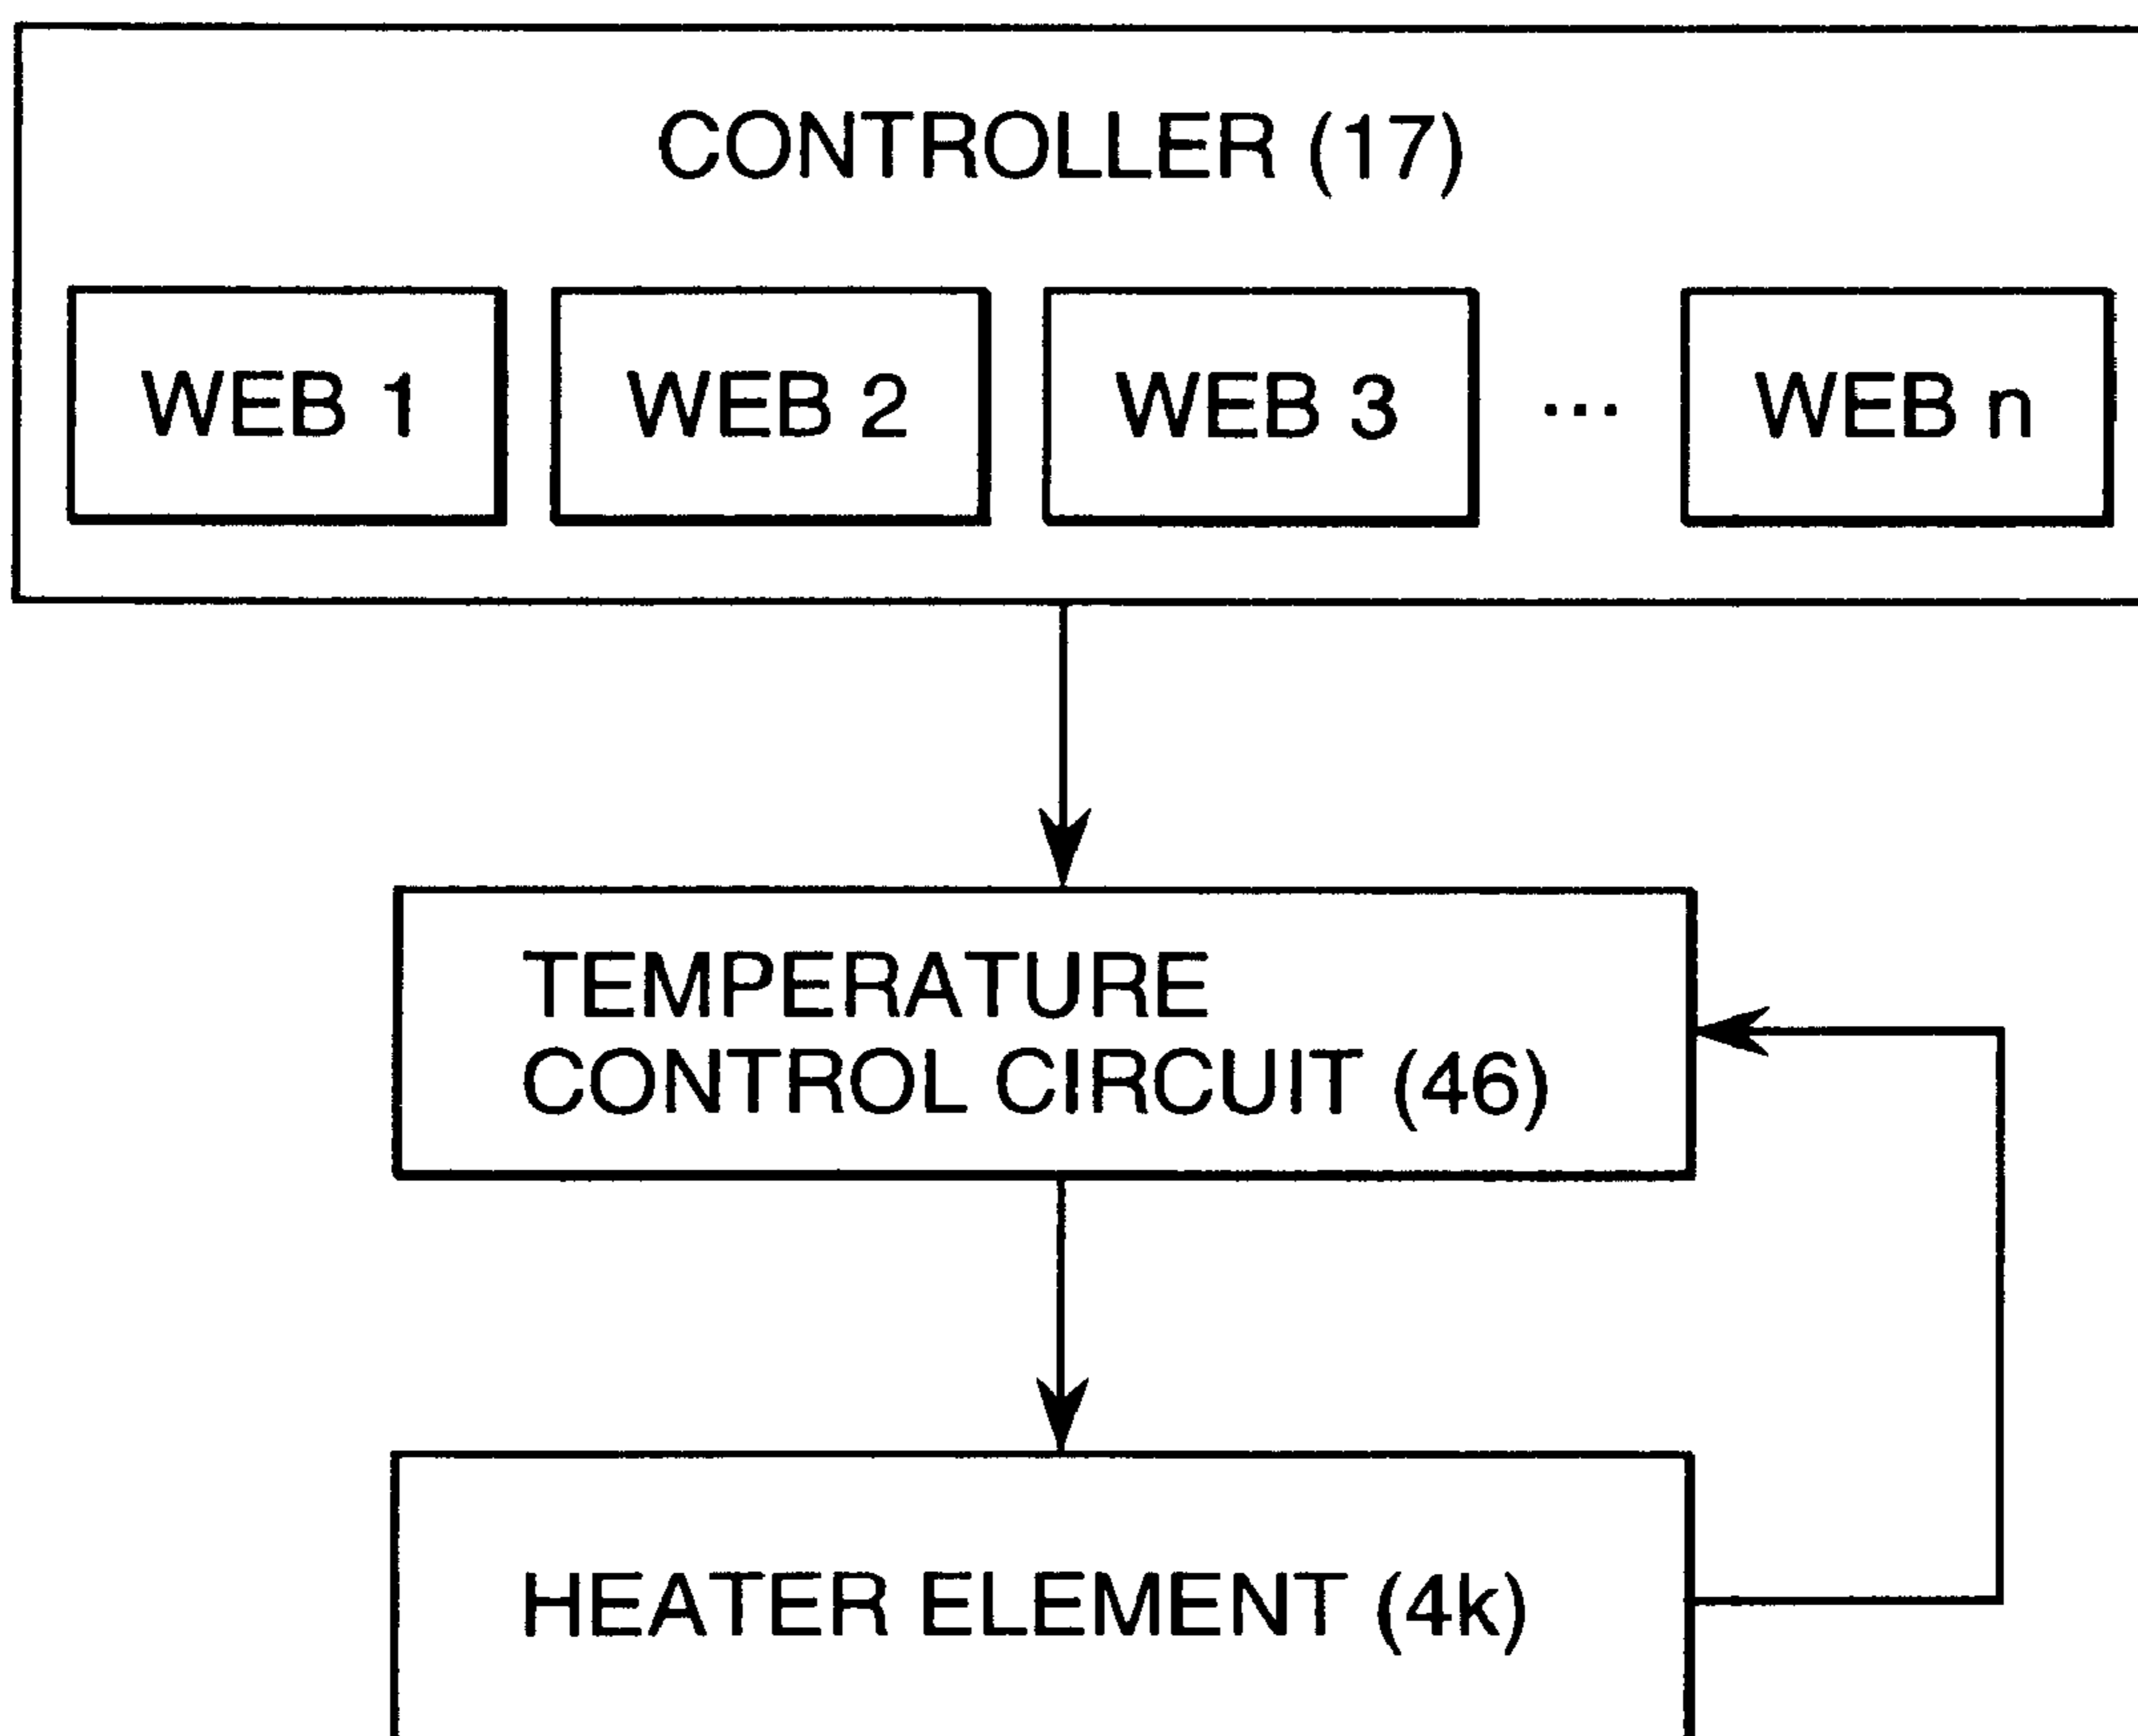 CONTROLLER (17)
WEB 1 WEB 2 WEB 3 ... WEB n
TEMPERATURE
CONTROL CIRCUIT (46)
HEATER ELEMENT (4k)